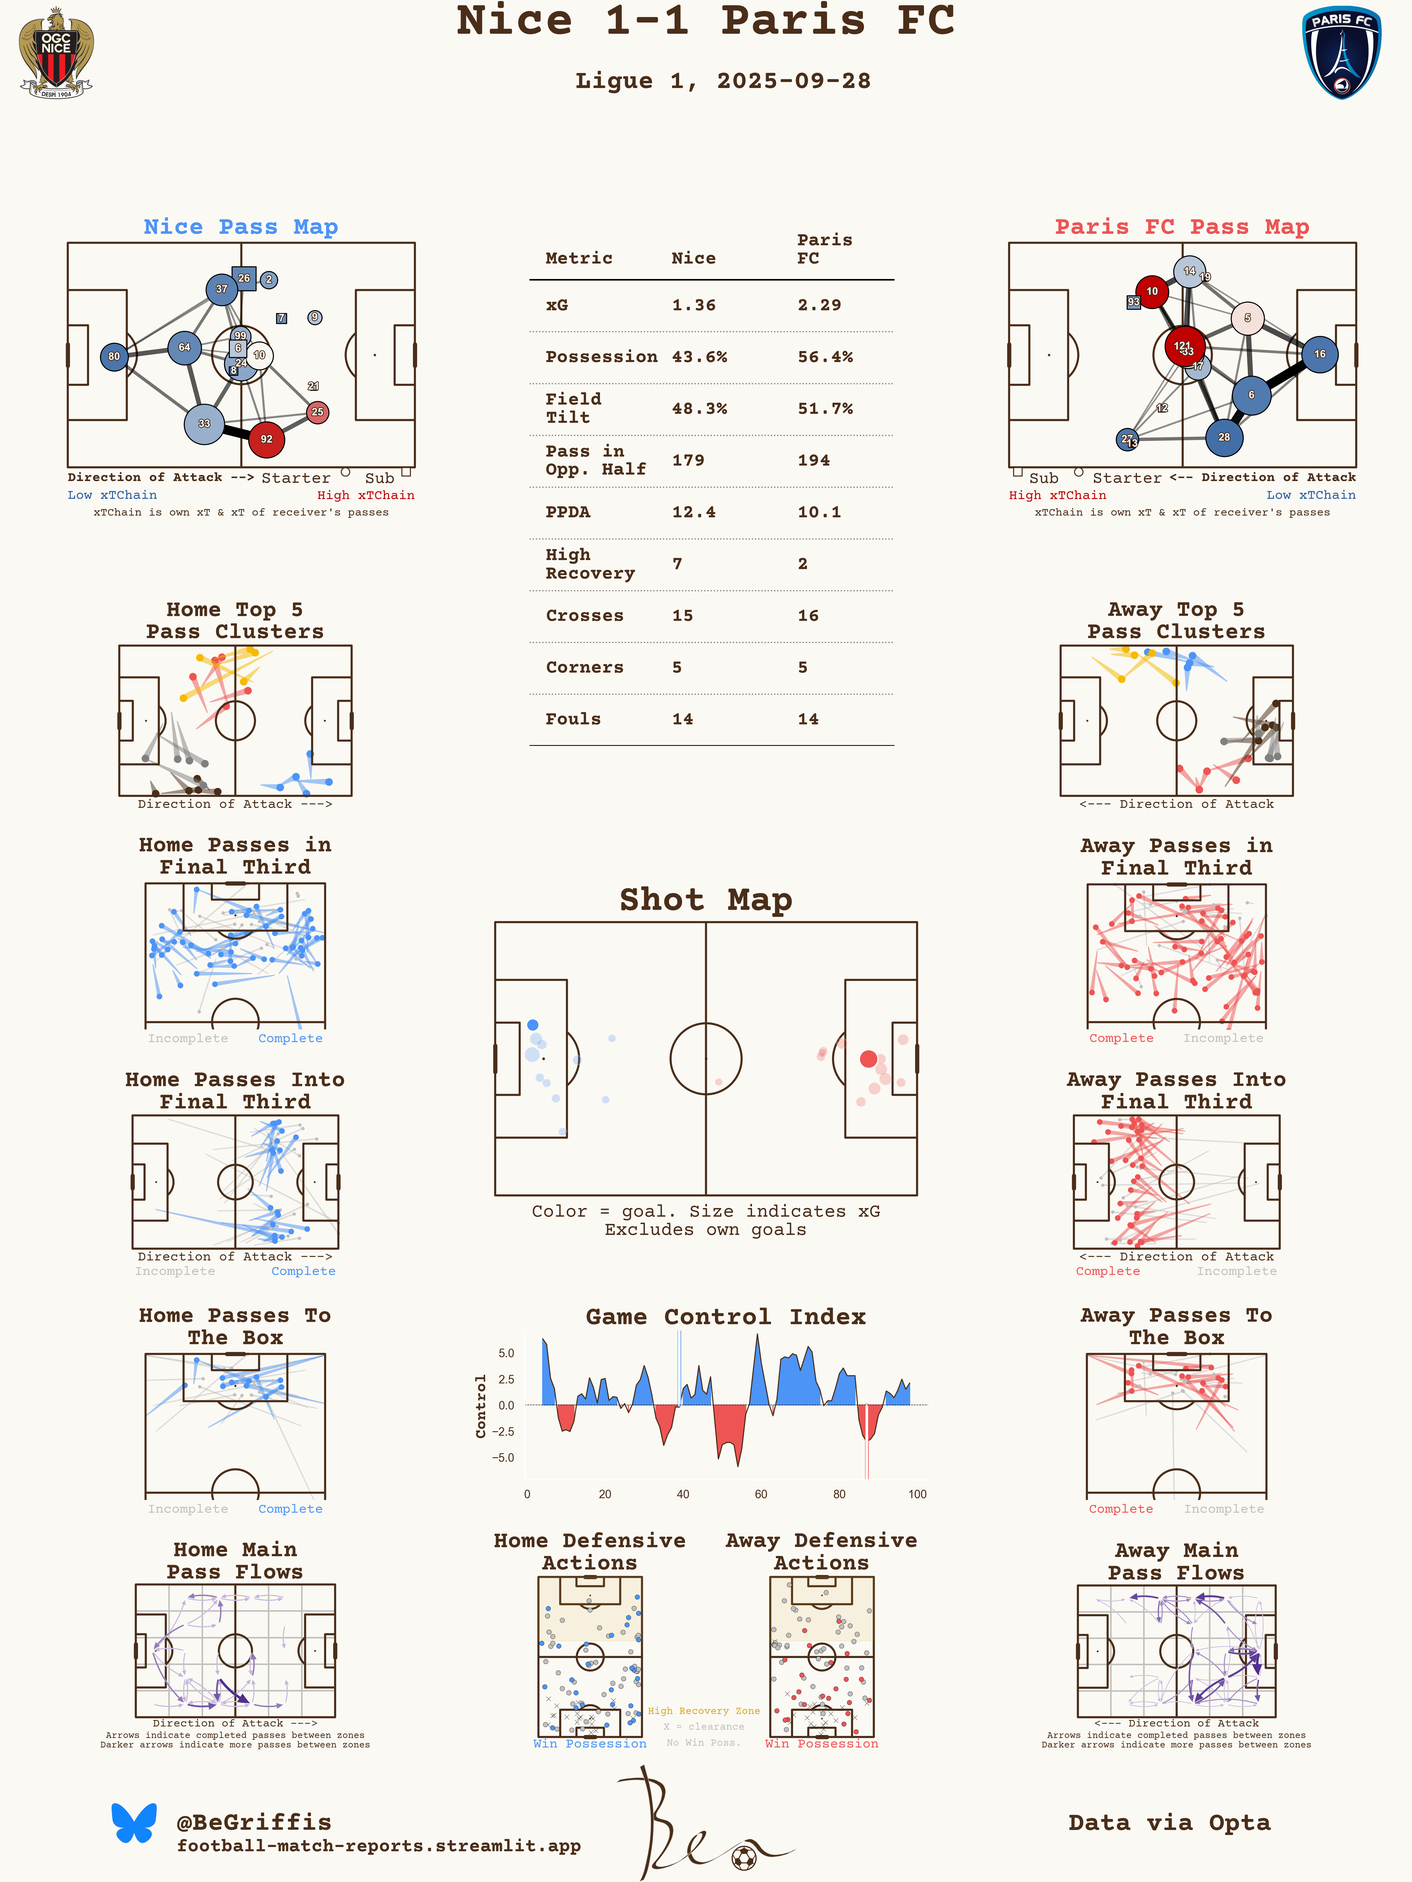 Nice 1-1 Paris FC
Ligue 1, 2025-09-28
OGC
NICE
DESPÍ 1904
PARIS FC
Nice Pass Map
37
26
2
7
9
99
64
6
10
24
8
80
21
25
33
92
Direction of Attack --> Starter Sub
Low xTChain High xTChain
xTChain is own xT & xT of receiver's passes
Metric Nice Paris
FC
xG 1.36 2.29
Possession 43.6% 56.4%
Field
Tilt 48.3% 51.7%
Pass in
Opp. Half 179 194
PPDA 12.4 10.1
High
Recovery 7 2
Crosses 15 16
Corners 5 5
Fouls 14 14
Paris FC Pass Map
14
19
10
93
5
121
33
17
16
6
12
27
13
28
Sub Starter <-- Direction of Attack
High xTChain Low xTChain
xTChain is own xT & xT of receiver's passes
Home Top 5
Pass Clusters
Direction of Attack --->
Away Top 5
Pass Clusters
<--- Direction of Attack
Home Passes in
Final Third
Incomplete Complete
Away Passes in
Final Third
Complete Incomplete
Shot Map
Color = goal. Size indicates xG
Excludes own goals
Home Passes Into
Final Third
Direction of Attack --->
Incomplete Complete
Away Passes Into
Final Third
<--- Direction of Attack
Complete Incomplete
Home Passes To
The Box
Incomplete Complete
Game Control Index
Control
5.0
2.5
0.0
−2.5
−5.0
0 20 40 60 80 100
Away Passes To
The Box
Complete Incomplete
Home Main
Pass Flows
Direction of Attack --->
Arrows indicate completed passes between zones
Darker arrows indicate more passes between zones
Home Defensive
Actions
Win Possession
High Recovery Zone
X = clearance
No Win Poss.
Away Defensive
Actions
Win Possession
Away Main
Pass Flows
<--- Direction of Attack
Arrows indicate completed passes between zones
Darker arrows indicate more passes between zones
@BeGriffis
football-match-reports.streamlit.app
Ben
Data via Opta